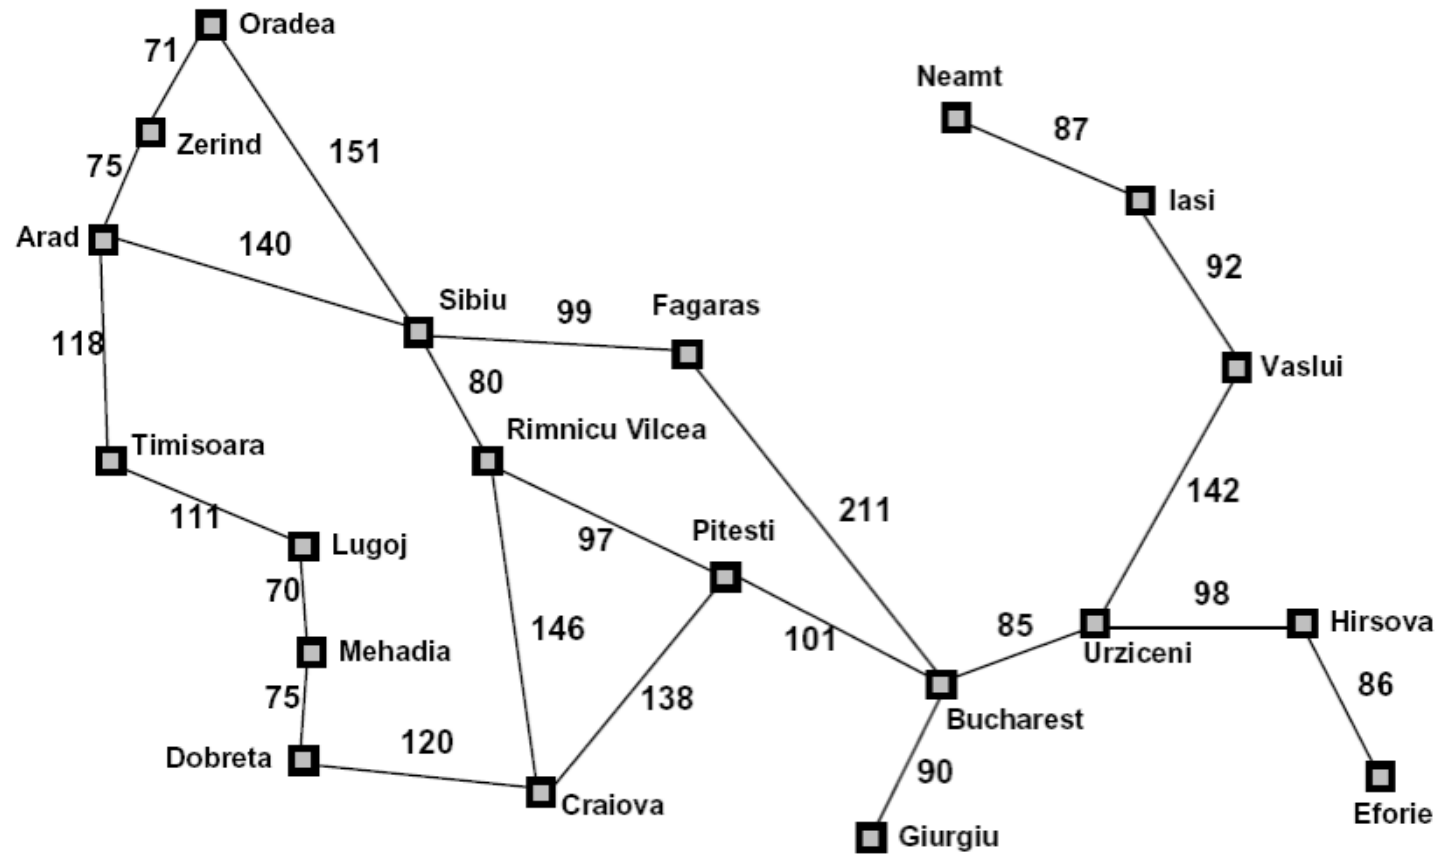 Oradea
71
Neamt
87
Zerind
151
75
Iasi
Arad
140
92
Sibiu
99
Fagaras
118
Vaslui
80
Rimnicu Vilcea
Timisoara
142
211
111
97
Pitesti
Lugoj
70
98
Hirsova
146
101
85
Urziceni
Mehadia
86
75
138
Bucharest
Dobreta
120
90
Craiova
Eforie
Giurgiu